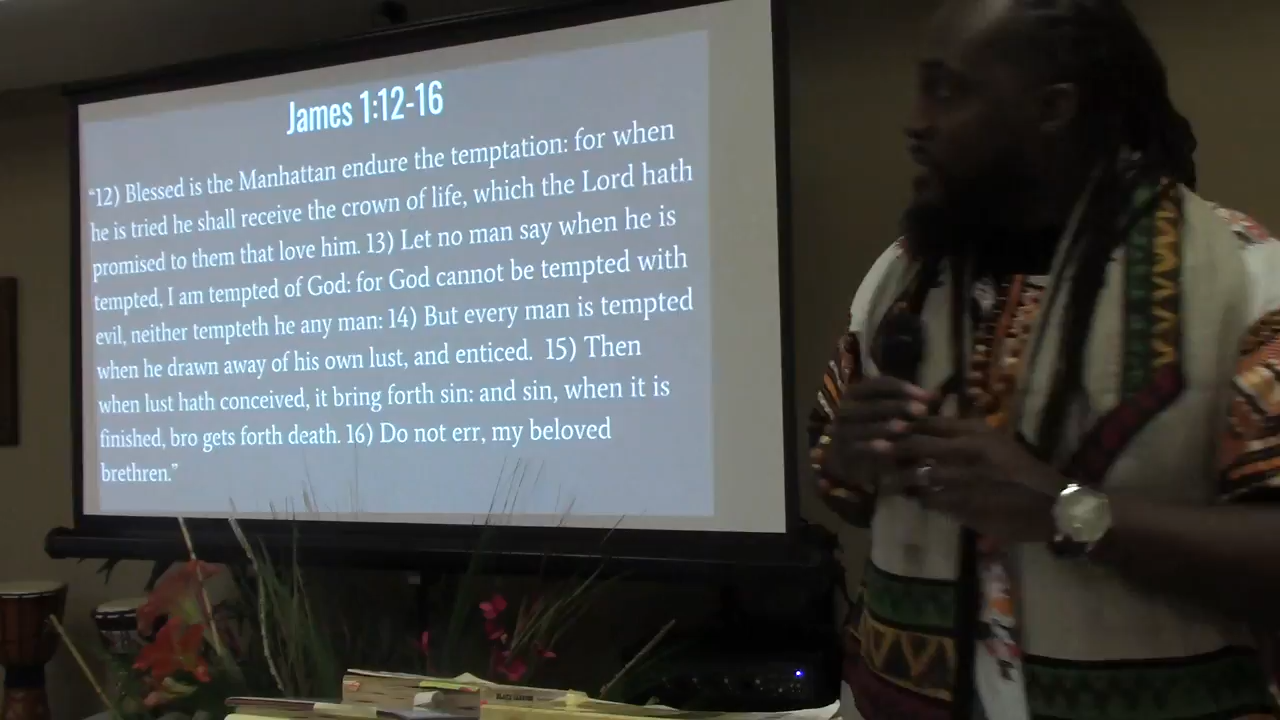 James 1:12-16
“12) Blessed is the Manhattan endure the temptation: for when
he is tried he shall receive the crown of life, which the Lord hath
promised to them that love him. 13) Let no man say when he is
tempted, I am tempted of God: for God cannot be tempted with
evil, neither tempteth he any man: 14) But every man is tempted
when he drawn away of his own lust, and enticed. 15) Then
when lust hath conceived, it bring forth sin: and sin, when it is
finished, bro gets forth death. 16) Do not err, my beloved
brethren.”